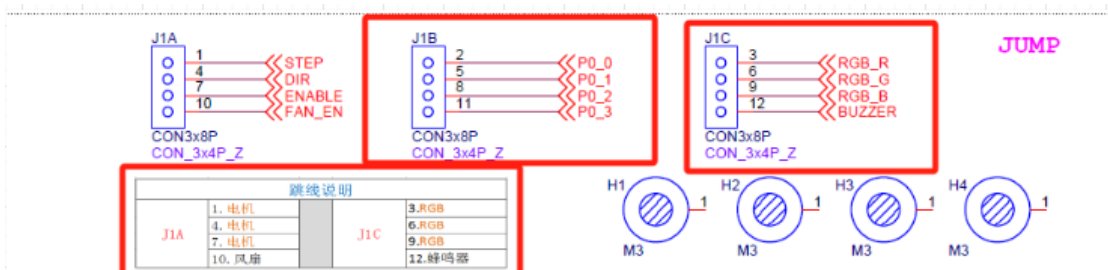 JUMP
J1A
1 STEP
4 DIR
7 ENABLE
10 FAN_EN
CON3x8P
CON_3x4P_Z
J1B
2 P0_0
5 P0_1
8 P0_2
11 P0_3
CON3x8P
CON_3x4P_Z
J1C
3 RGB_R
6 RGB_G
9 RGB_B
12 BUZZER
CON3x8P
CON_3x4P_Z
跳线说明
J1A
1. 电机
4. 电机
7. 电机
10. 风扇
J1C
3.RGB
6.RGB
9.RGB
12.蜂鸣器
H1 1
M3
H2 1
M3
H3 1
M3
H4 1
M3